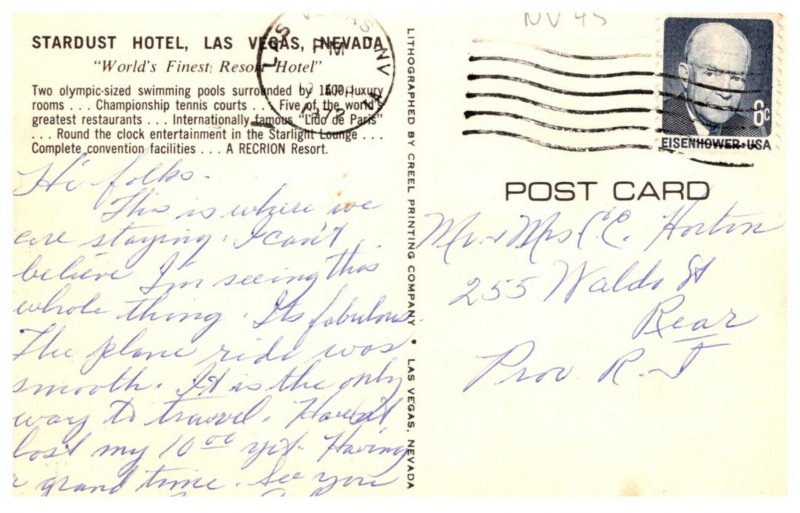 NV 45
STARDUST HOTEL, LAS VEGAS, NEVADA
"World's Finest Resort Hotel"
Two olympic-sized swimming pools surrounded by 1600 luxury
rooms . . . Championship tennis courts . . . Five of the world's
greatest restaurants . . . Internationally famous "Lido de Paris"
. . . Round the clock entertainment in the Starlight Lounge . . .
Complete convention facilities . . . A RECRION Resort.
LAS VEGAS NV
PM
Hi folks.
This is where we
are staying. I can't
believe I'm seeing this
whole thing. Its fabulous.
The plane ride was
smooth. It is the only
way to travel. Haven't
lost my 10 00 yet. Having
a grand time. See you
LITHOGRAPHED BY CREEL PRINTING COMPANY • LAS VEGAS, NEVADA
6c
EISENHOWER·USA
POST CARD
Mr + Mrs C.C. Horton
255 Waldo St
Rear
Prov. R.I